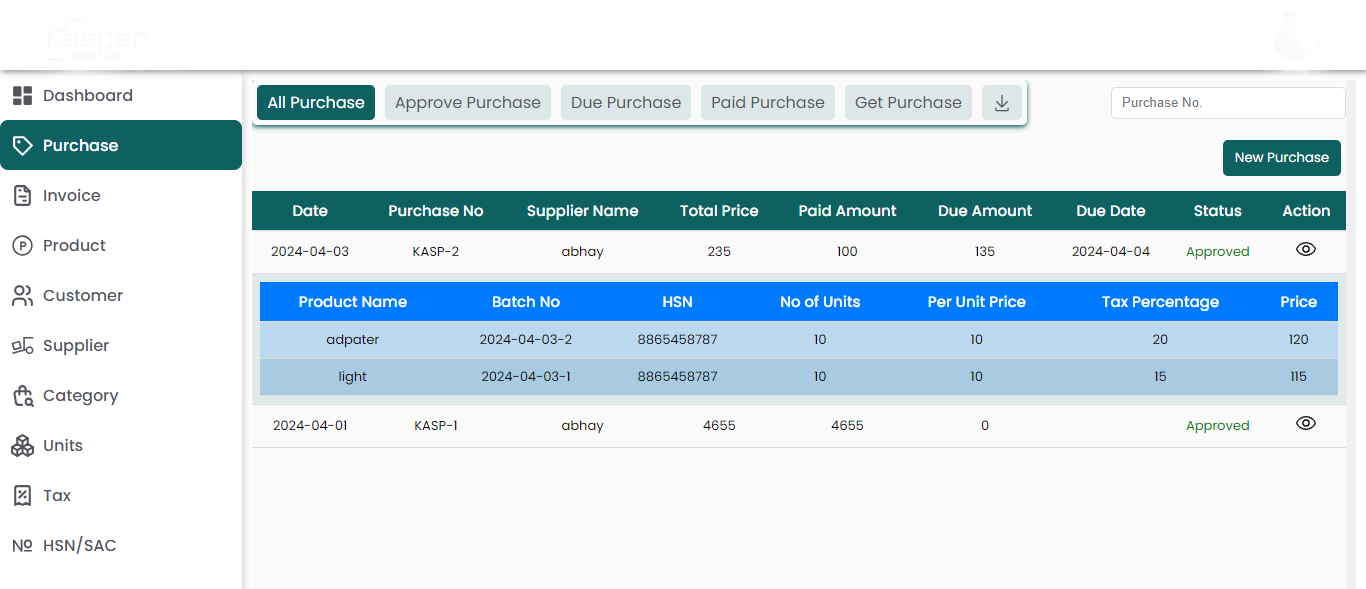 Kasper
Dashboard
Purchase
Invoice
Product
Customer
Supplier
Category
Units
Tax
HSN/SAC
All Purchase Approve Purchase Due Purchase Paid Purchase Get Purchase
Purchase No.
New Purchase
Date Purchase No Supplier Name Total Price Paid Amount Due Amount Due Date Status Action
2024-04-03 KASP-2 abhay 235 100 135 2024-04-04 Approved
Product Name Batch No HSN No of Units Per Unit Price Tax Percentage Price
adpater 2024-04-03-2 8865458787 10 10 20 120
light 2024-04-03-1 8865458787 10 10 15 115
2024-04-01 KASP-1 abhay 4655 4655 0 Approved